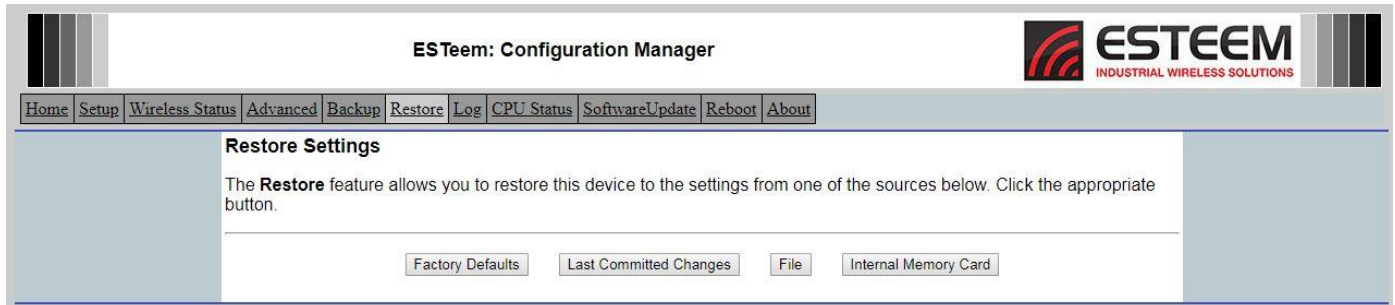 ESTeem: Configuration Manager
ESTEEM
INDUSTRIAL WIRELESS SOLUTIONS
Home Setup Wireless Status Advanced Backup Restore Log CPU Status SoftwareUpdate Reboot About
Restore Settings
The Restore feature allows you to restore this device to the settings from one of the sources below. Click the appropriate
button.
Factory Defaults Last Committed Changes File Internal Memory Card